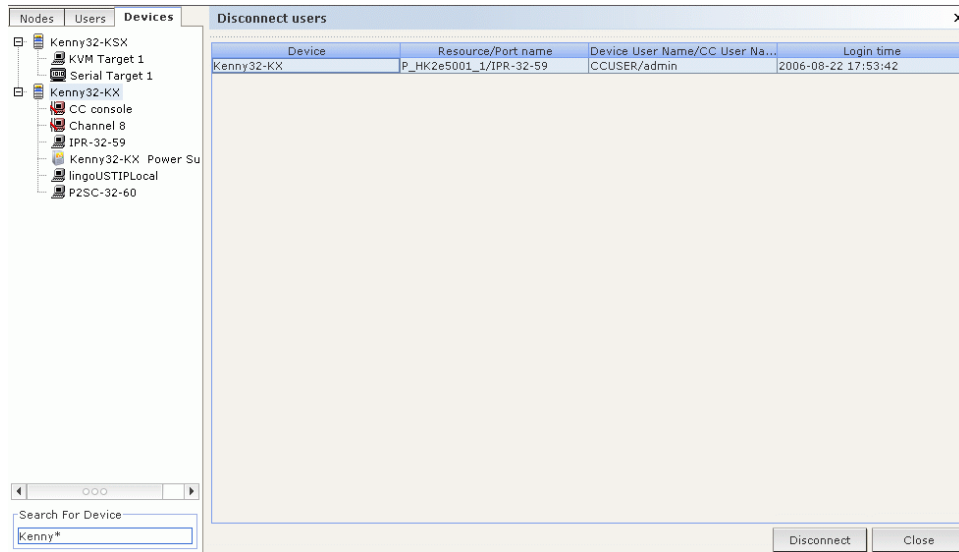 Nodes Users Devices
Kenny32-KSX
KVM Target 1
Serial Target 1
Kenny32-KX
CC console
Channel 8
IPR-32-59
Kenny32-KX Power Su
lingoUSTIPLocal
P2SC-32-60
Search For Device
Kenny*
Disconnect users
Device Resource/Port name Device User Name/CC User Na... Login time
Kenny32-KX P_HK2e5001_1/IPR-32-59 CCUSER/admin 2006-08-22 17:53:42
Disconnect Close